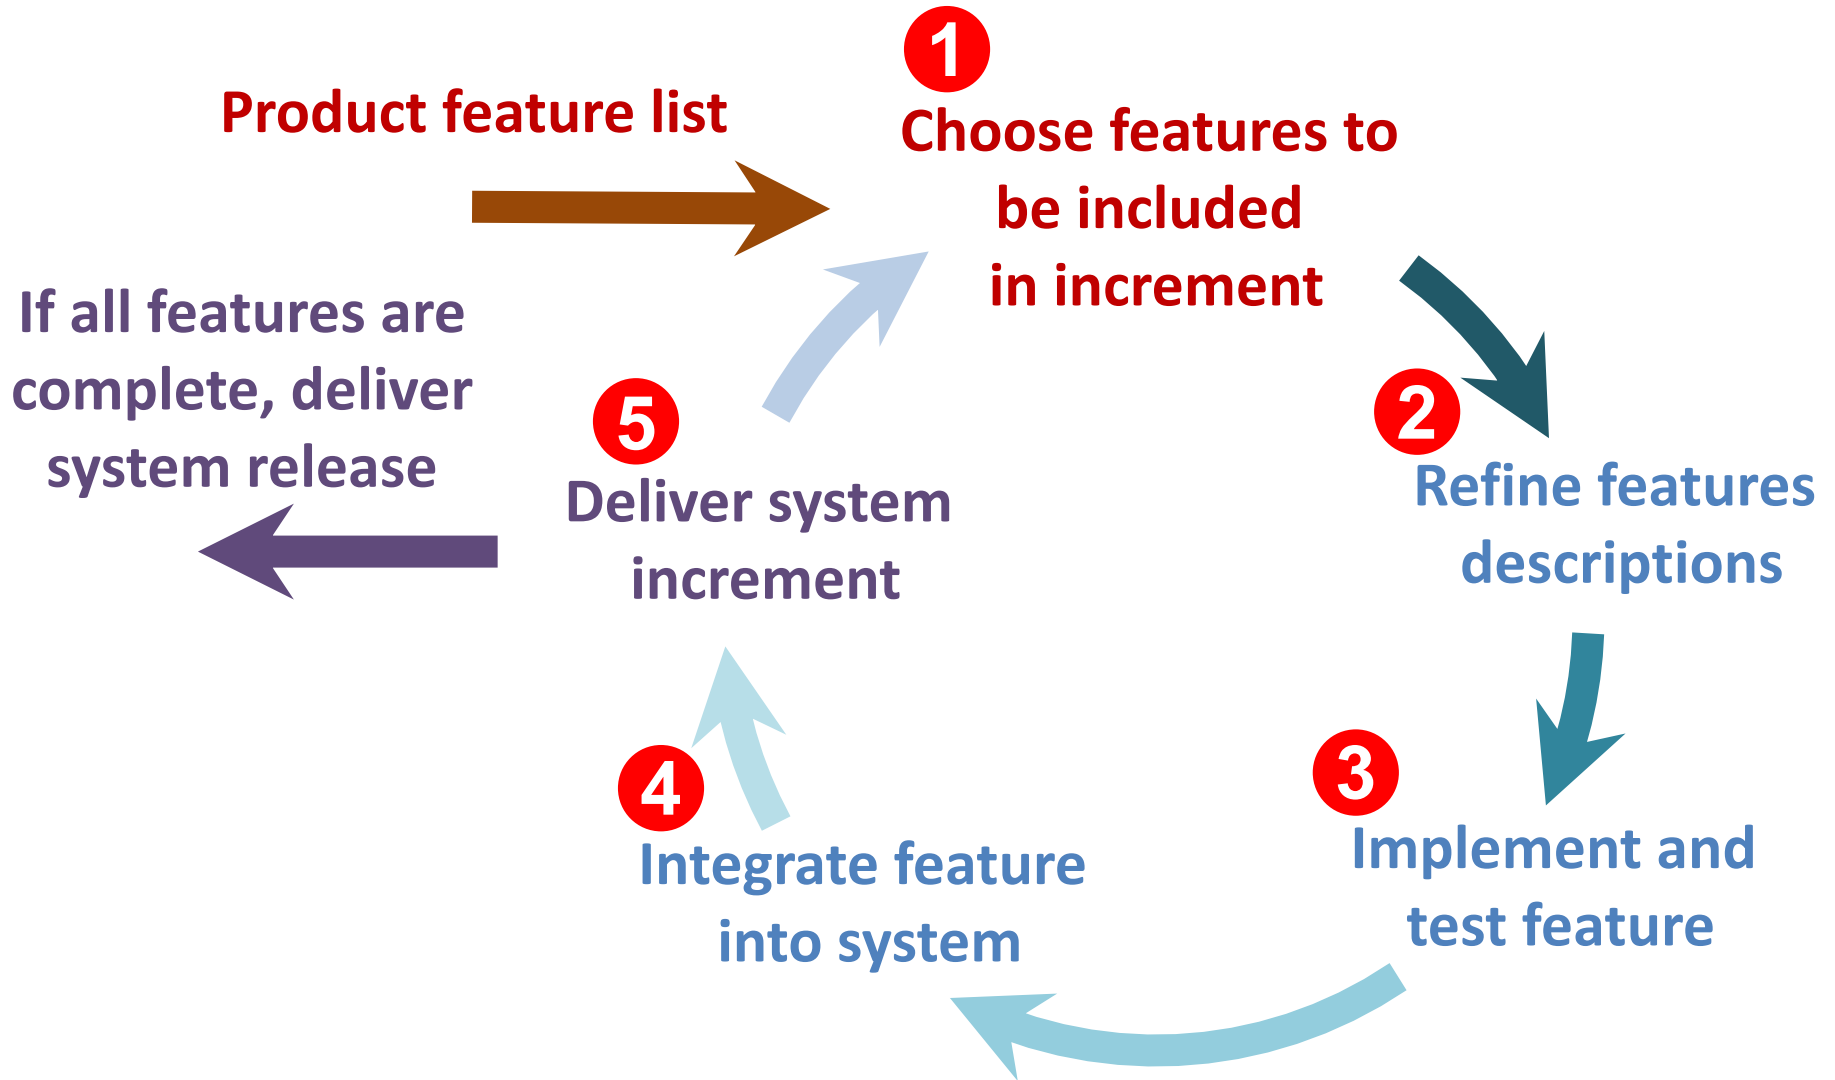 Product feature list
1
Choose features to
be included
in increment
2
Refine features
descriptions
3
Implement and
test feature
4
Integrate feature
into system
5
Deliver system
increment
If all features are
complete, deliver
system release